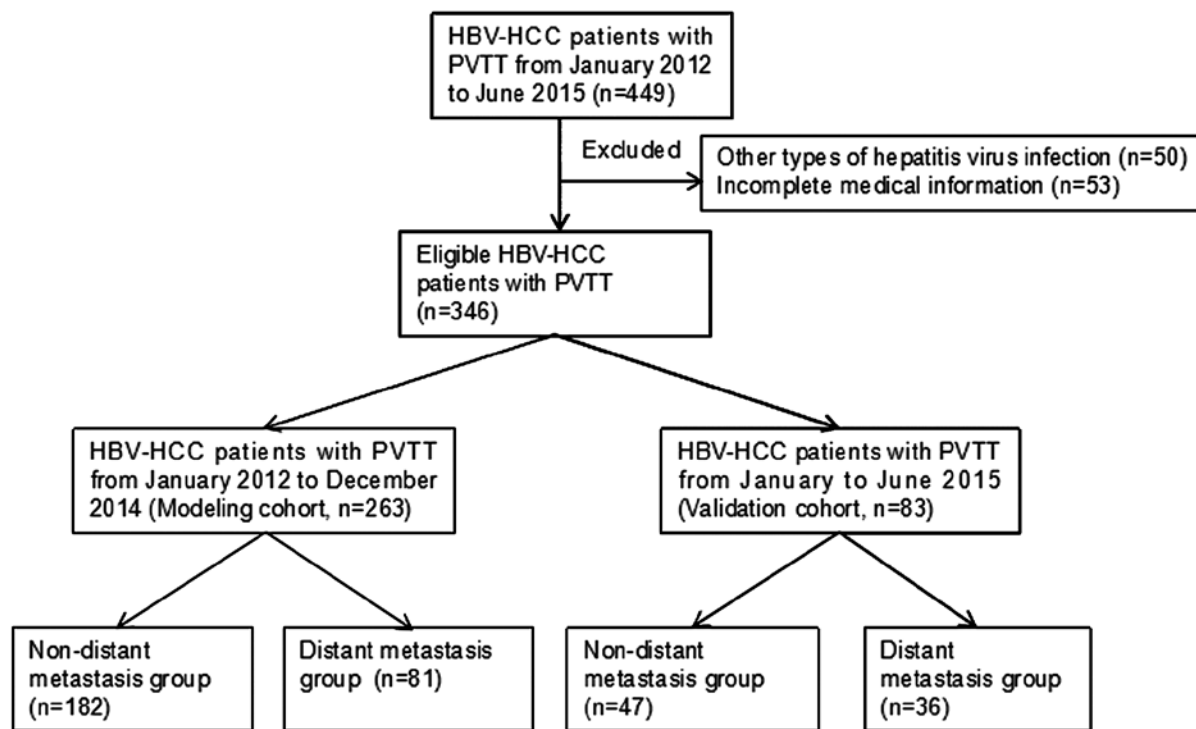 HBV-HCC patients with
PVTT from January 2012
to June 2015 (n=449)
Excluded
Other types of hepatitis virus infection (n=50)
Incomplete medical information (n=53)
Eligible HBV-HCC
patients with PVTT
(n=346)
HBV-HCC patients with PVTT
from January 2012 to December
2014 (Modeling cohort, n=263)
HBV-HCC patients with PVTT
from January to June 2015
(Validation cohort, n=83)
Non-distant
metastasis group
(n=182)
Distant metastasis
group (n=81)
Non-distant
metastasis group
(n=47)
Distant
metastasis group
(n=36)